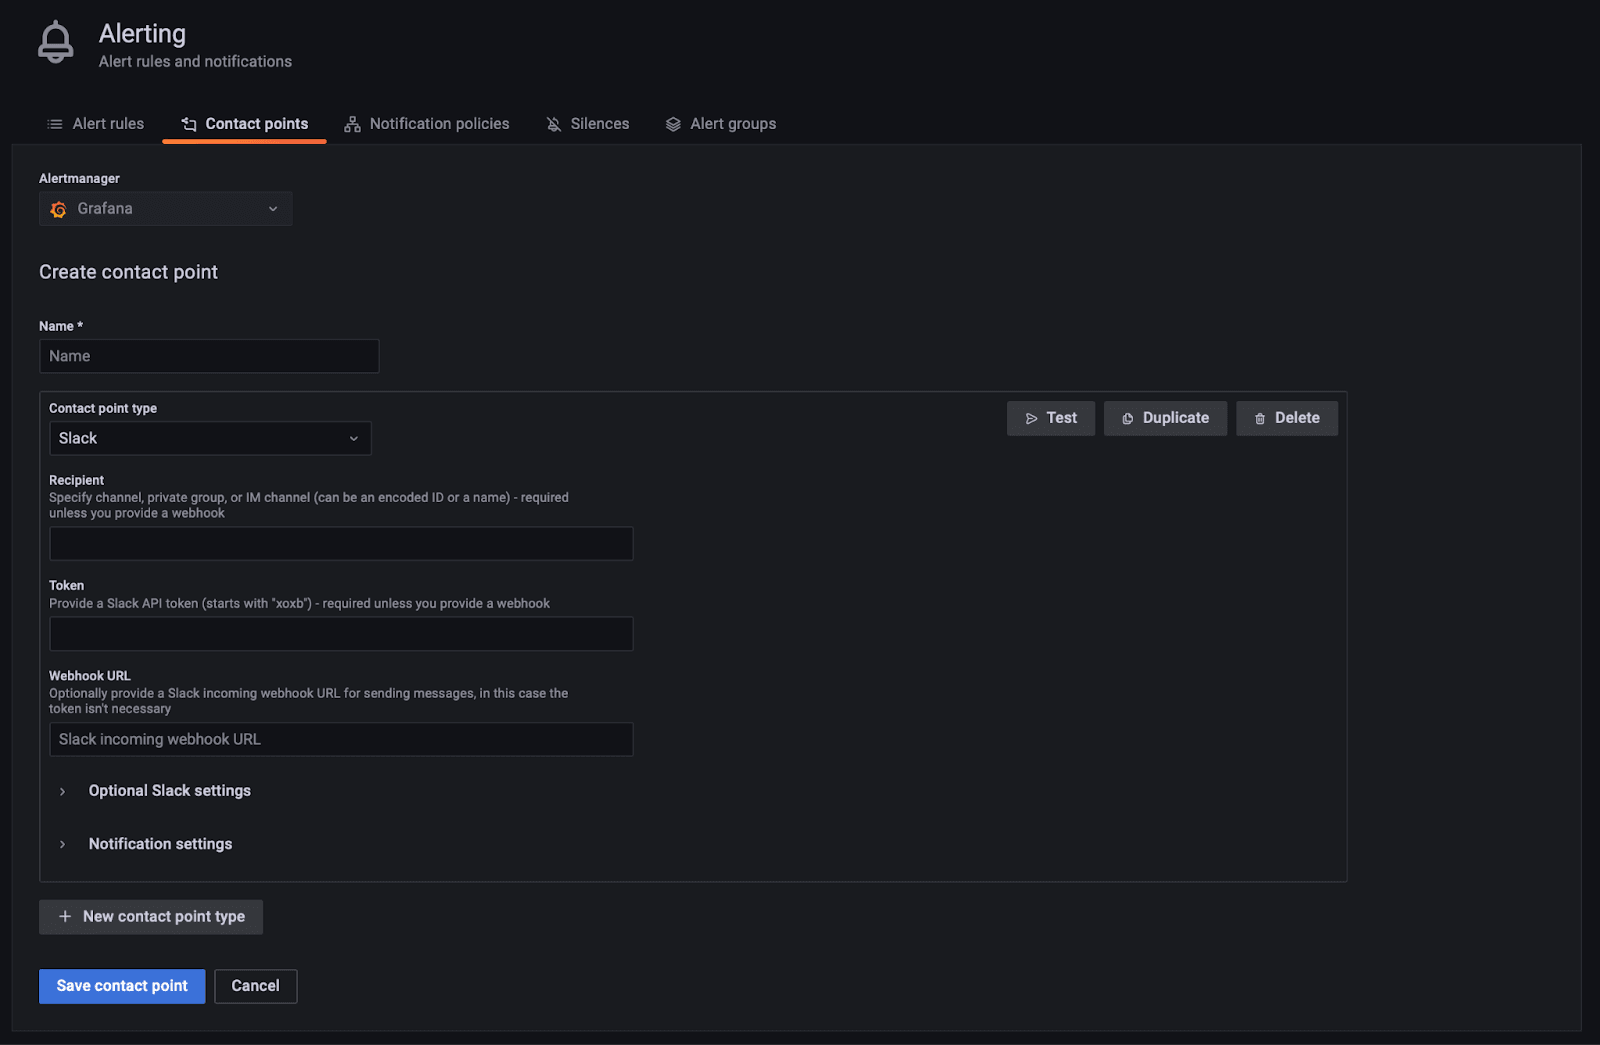 Alerting
Alert rules and notifications
Alert rules
Contact points
Notification policies
Silences
Alert groups
Alertmanager
Grafana
Create contact point
Name *
Name
Contact point type
Slack
Test
Duplicate
Delete
Recipient
Specify channel, private group, or IM channel (can be an encoded ID or a name) - required
unless you provide a webhook
Token
Provide a Slack API token (starts with "xoxb") - required unless you provide a webhook
Webhook URL
Optionally provide a Slack incoming webhook URL for sending messages, in this case the
token isn't necessary
Slack incoming webhook URL
Optional Slack settings
Notification settings
New contact point type
Save contact point
Cancel